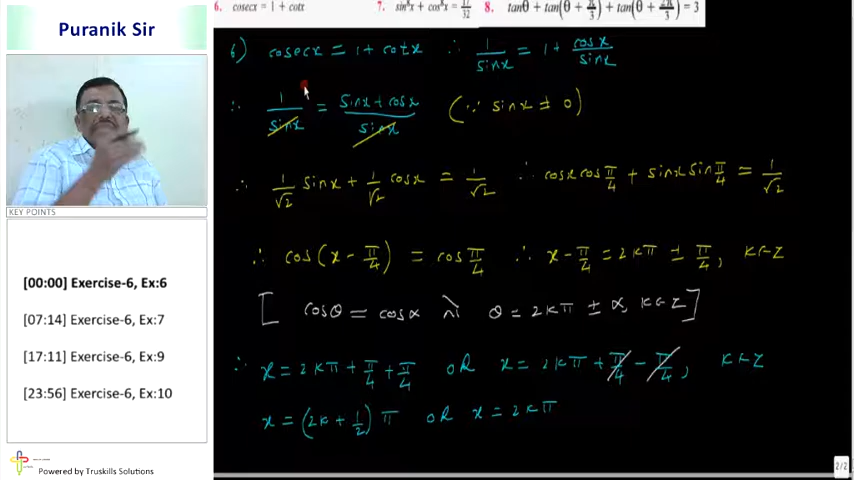 Puranik Sir
KEY POINTS
[00:00] Exercise-6, Ex:6
[07:14] Exercise-6, Ex:7
[17:11] Exercise-6, Ex:9
[23:56] Exercise-6, Ex:10
Powered by Truskills Solutions
6. cosecx = 1 + cotx 7. sin⁸x + cos⁸x = 17/32 8. tanθ + tan(θ + π/3) + tan(θ + 2π/3) = 3
6) cosecx = 1 + cotx ∴ 1/sinx = 1 + cosx/sinx
∴ 1/sinx = (sinx + cosx)/sinx (∵ sinx ≠ 0)
∴ 1/√2 sinx + 1/√2 cosx = 1/√2 ∴ cosx cos π/4 + sinx sin π/4 = 1/√2
∴ cos(x − π/4) = cos π/4 ∴ x − π/4 = 2kπ ± π/4, k∈Z
[ cosθ = cosα θ = 2kπ ± α, k∈Z ]
∴ x = 2kπ + π/4 + π/4 OR x = 2kπ + π/4 − π/4, k∈Z
x = (2k + 1/2) π OR x = 2kπ
2/2